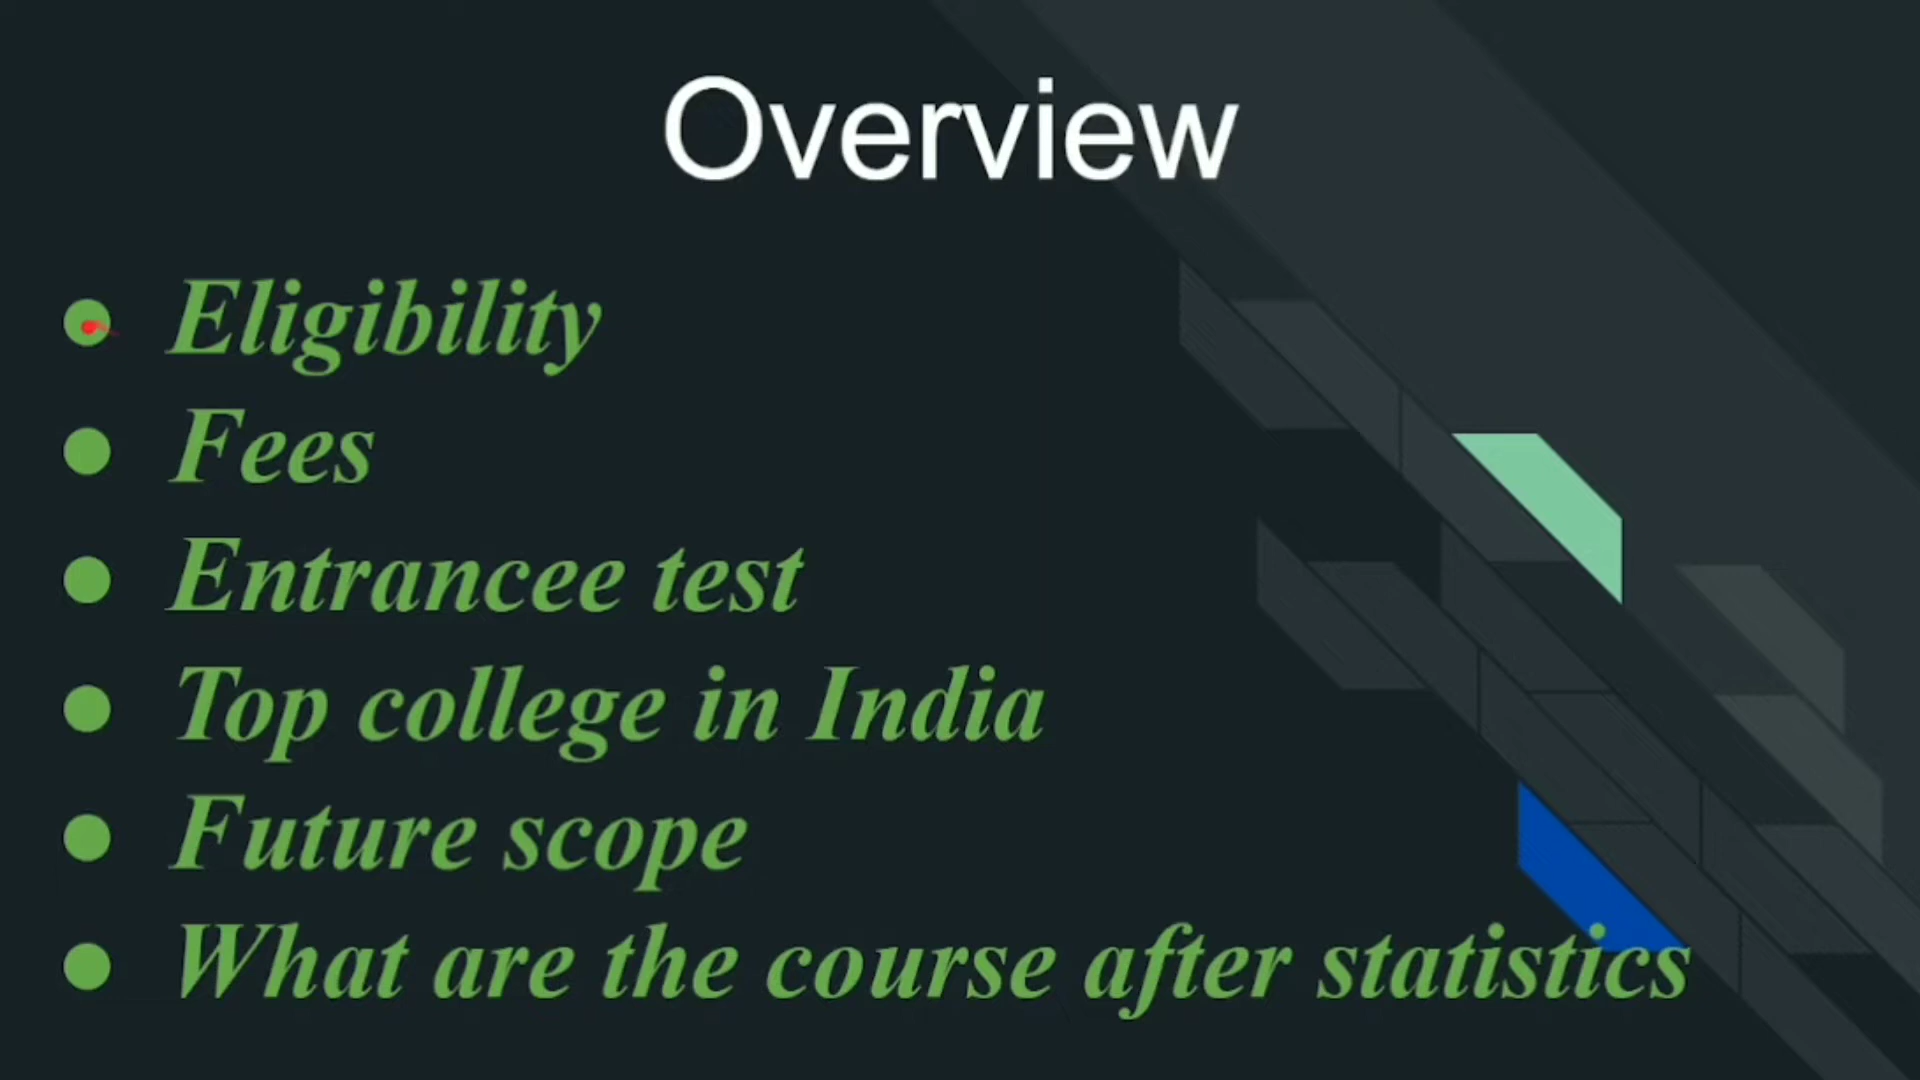 Overview
Eligibility
Fees
Entrancee test
Top college in India
Future scope
What are the course after statistics